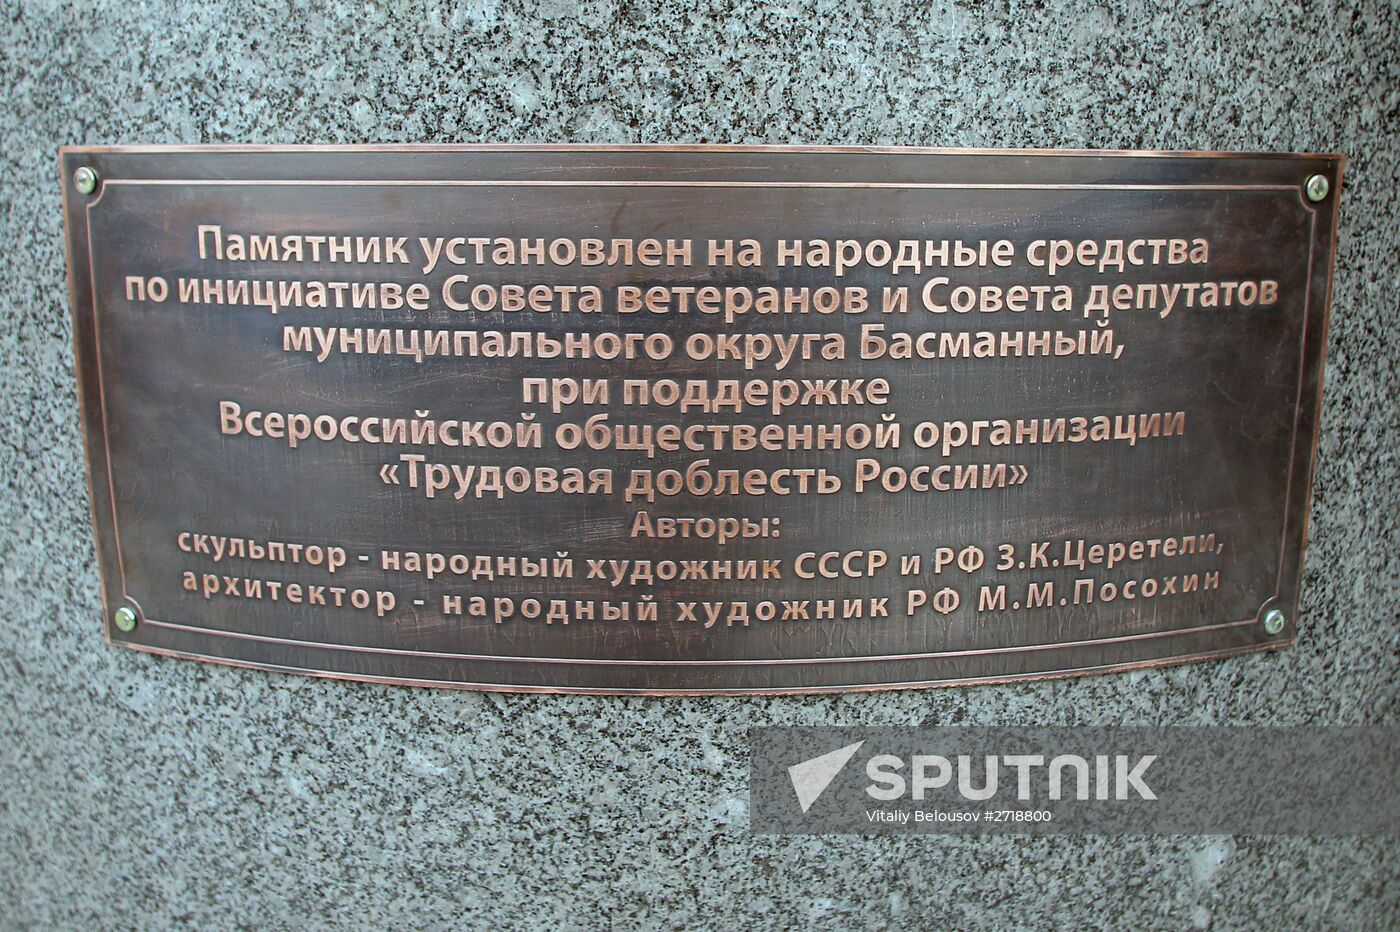 Памятник установлен на народные средства
по инициативе Совета ветеранов и Совета депутатов
муниципального округа Басманный,
при поддержке
Всероссийской общественной организации
«Трудовая доблесть России»
Авторы:
скульптор - народный художник СССР и РФ З.К.Церетели,
архитектор - народный художник РФ М.М.Посохин
SPUTNIK
Vitaliy Belousov #2718800